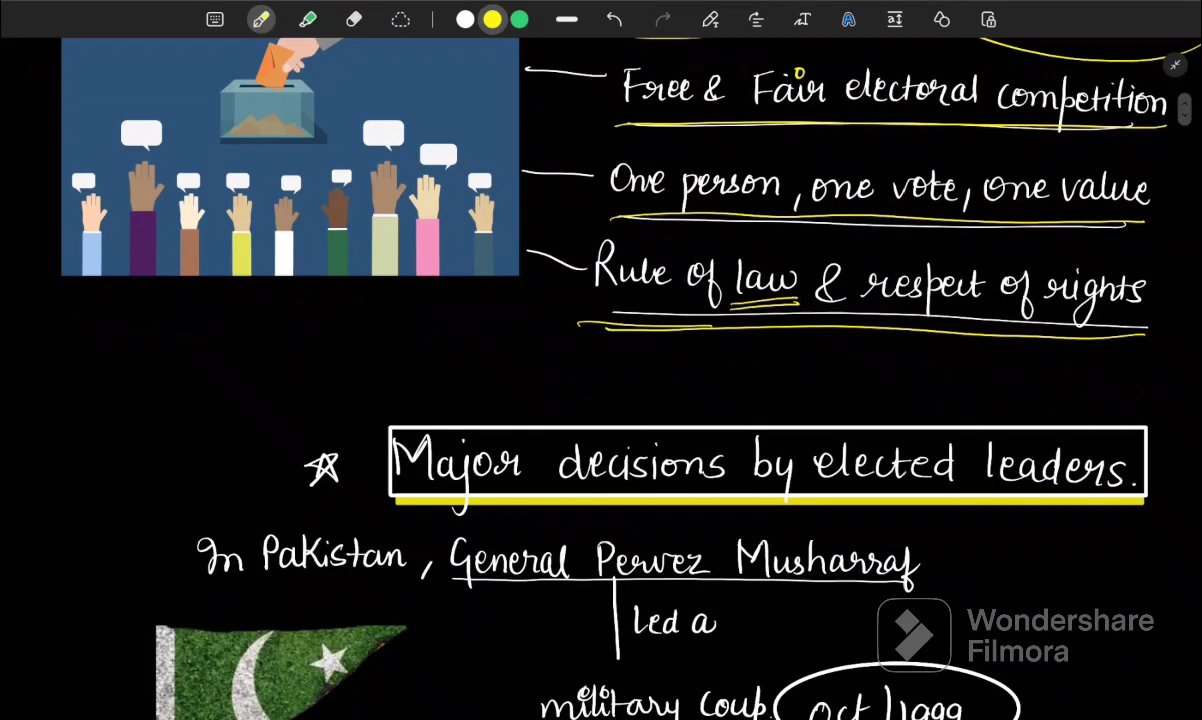 Free & Fair electoral competition
One person, one vote, one value
Rule of law & respect of rights
Major decisions by elected leaders.
In Pakistan, General Pervez Musharraf
led a
Wondershare
Filmora
military coup. Oct 1999